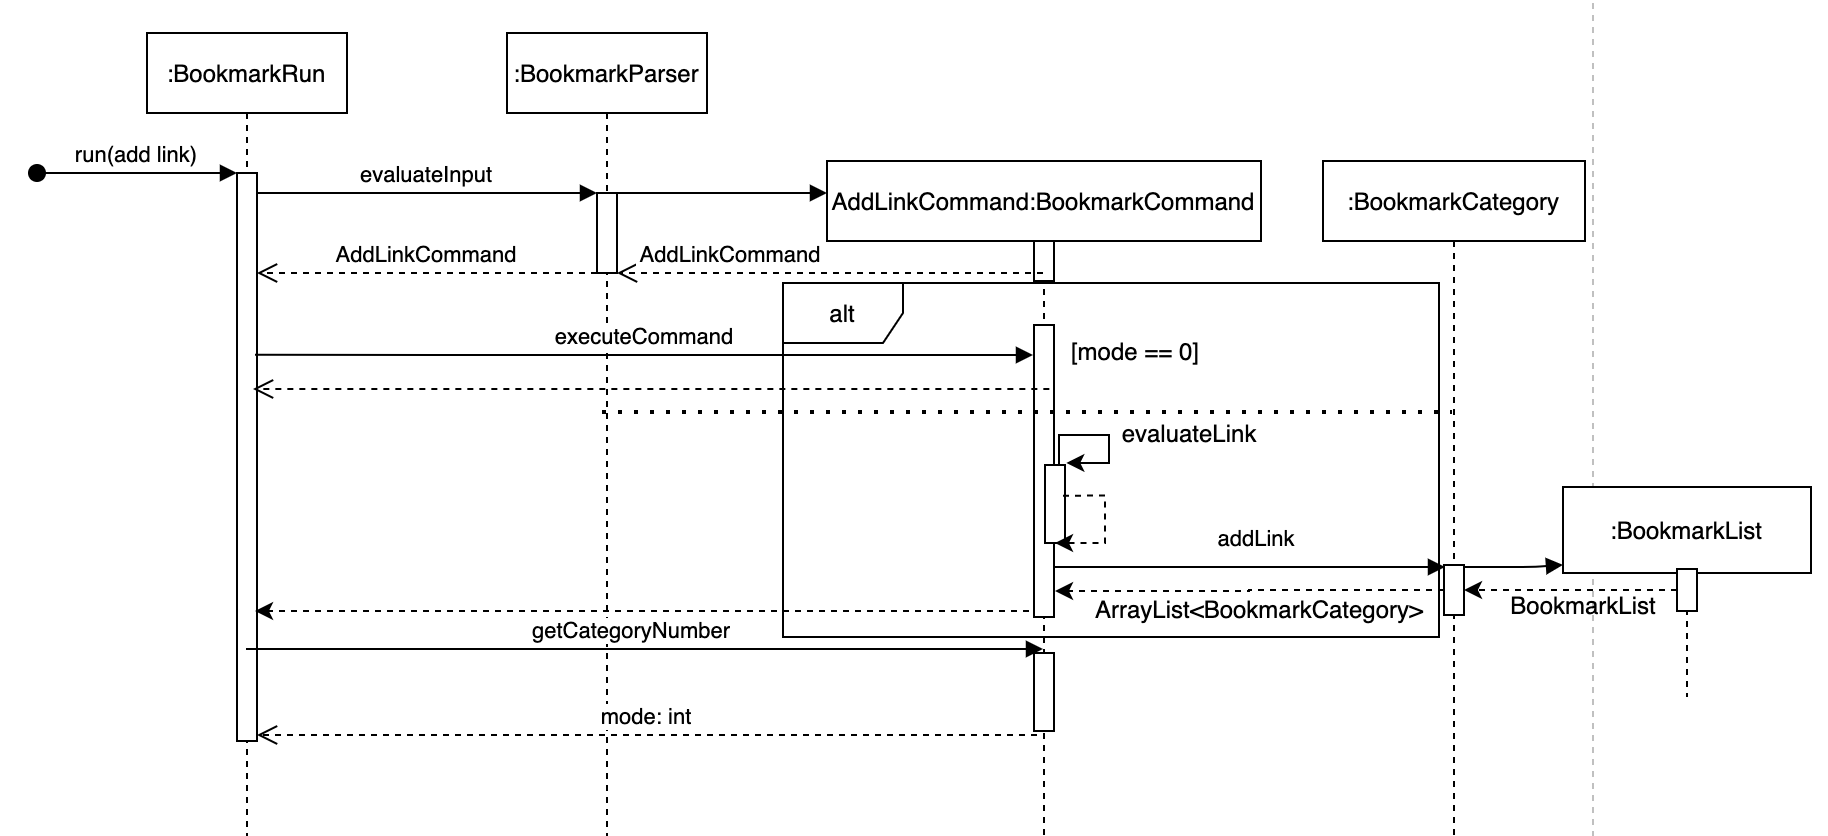 :BookmarkRun
:BookmarkParser
run(add link)
evaluateInput
AddLinkCommand:BookmarkCommand
:BookmarkCategory
AddLinkCommand
AddLinkCommand
alt
executeCommand
[mode == 0]
evaluateLink
:BookmarkList
addLink
ArrayList<BookmarkCategory>
BookmarkList
getCategoryNumber
mode: int